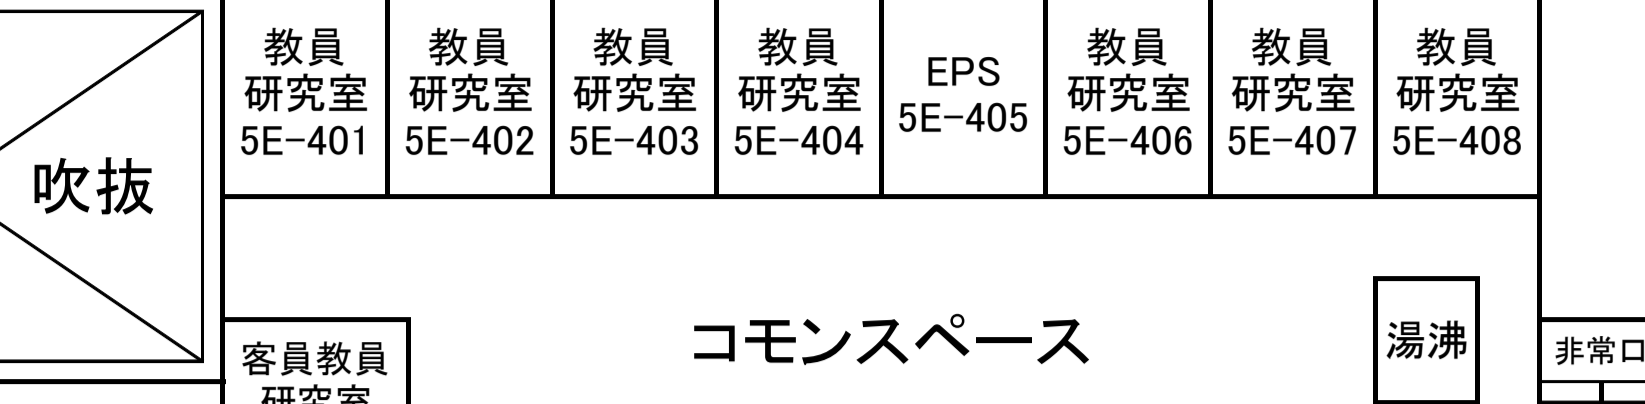 教員
研究室
5E-401
教員
研究室
5E-402
教員
研究室
5E-403
教員
研究室
5E-404
EPS
5E-405
教員
研究室
5E-406
教員
研究室
5E-407
教員
研究室
5E-408
吹抜
コモンスペース
湯沸
客員教員
研究室
非常口